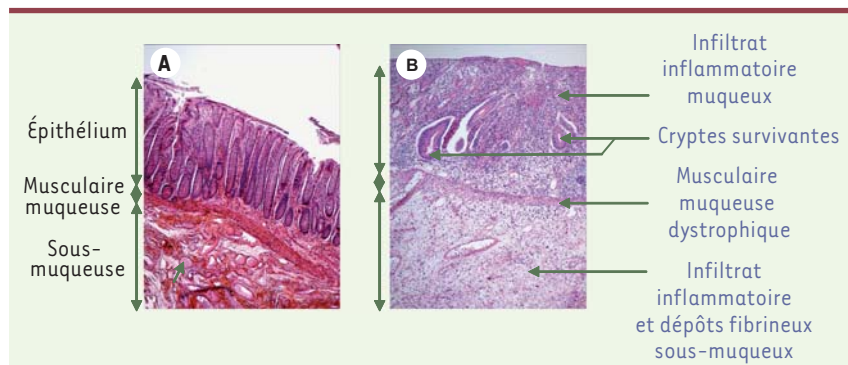 A
B
Épithélium
Musculaire
muqueuse
Sous-
muqueuse
Infiltrat
inflammatoire
muqueux
Cryptes survivantes
Musculaire
muqueuse
dystrophique
Infiltrat
inflammatoire
et dépôts fibrineux
sous-muqueux